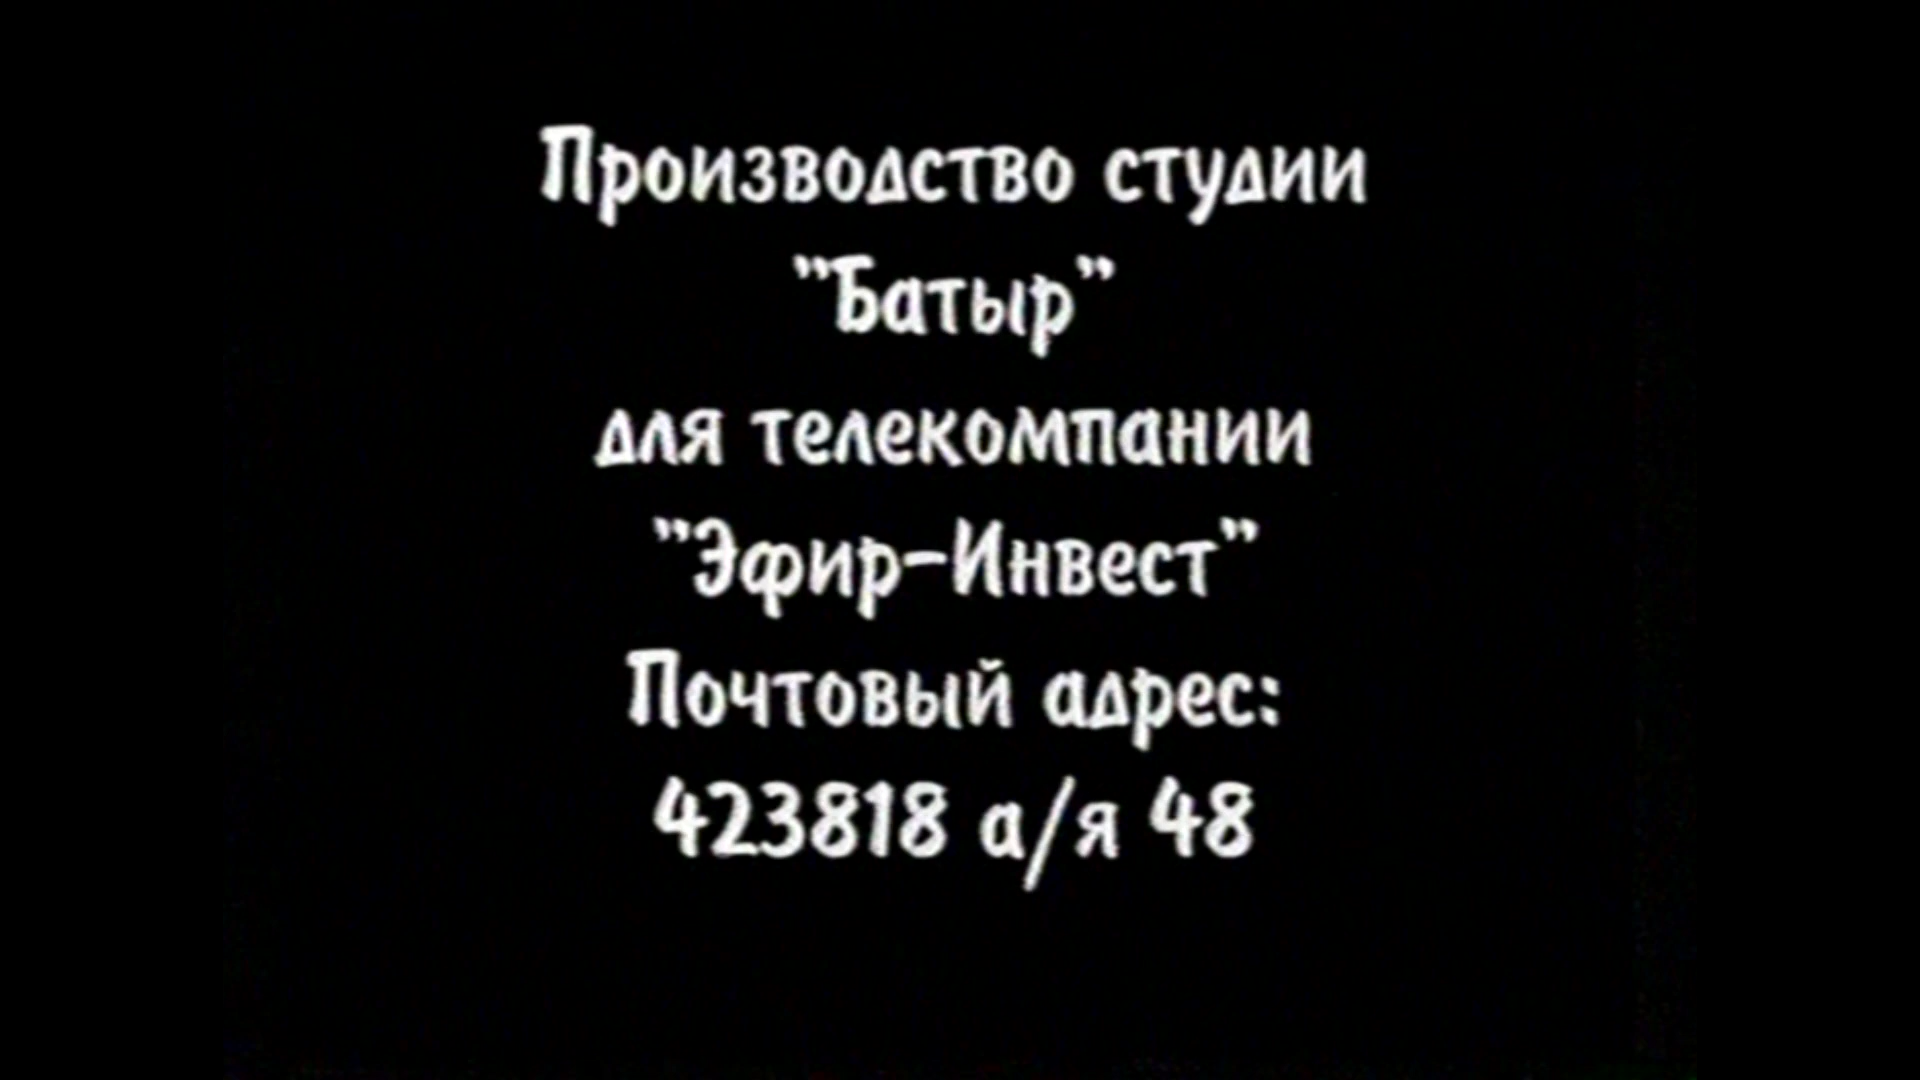 Производство студии
"Батыр"
для телекомпании
"Эфир-Инвест"
Почтовый адрес:
423818 а/я 48